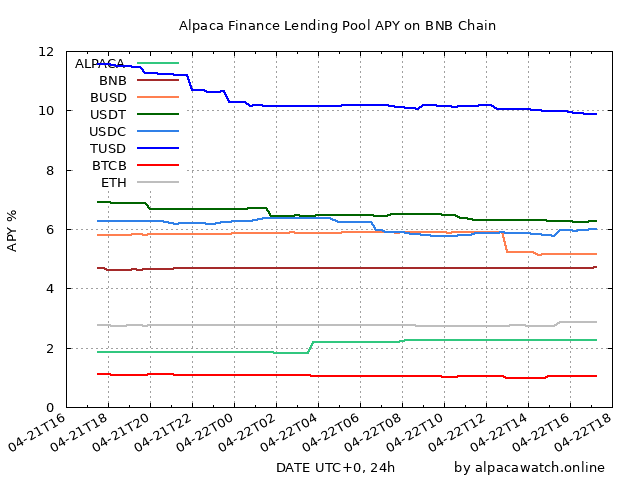 Alpaca Finance Lending Pool APY on BNB Chain
12
10
8
6
4
2
0
APY %
ALPACA
BNB
BUSD
USDT
USDC
TUSD
BTCB
ETH
04-21T16
04-21T18
04-21T20
04-21T22
04-22T00
04-22T02
04-22T04
04-22T06
04-22T08
04-22T10
04-22T12
04-22T14
04-22T16
04-22T18
DATE UTC+0, 24h
by alpacawatch.online